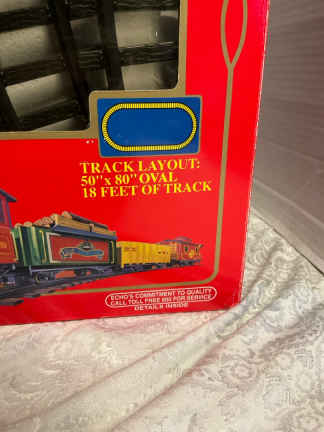 TRACK LAYOUT:
50"x 80" OVAL
18 FEET OF TRACK
ECHO'S COMMITMENT TO QUALITY
CALL TOLL FREE 800 FOR SERVICE
DETAILS INSIDE